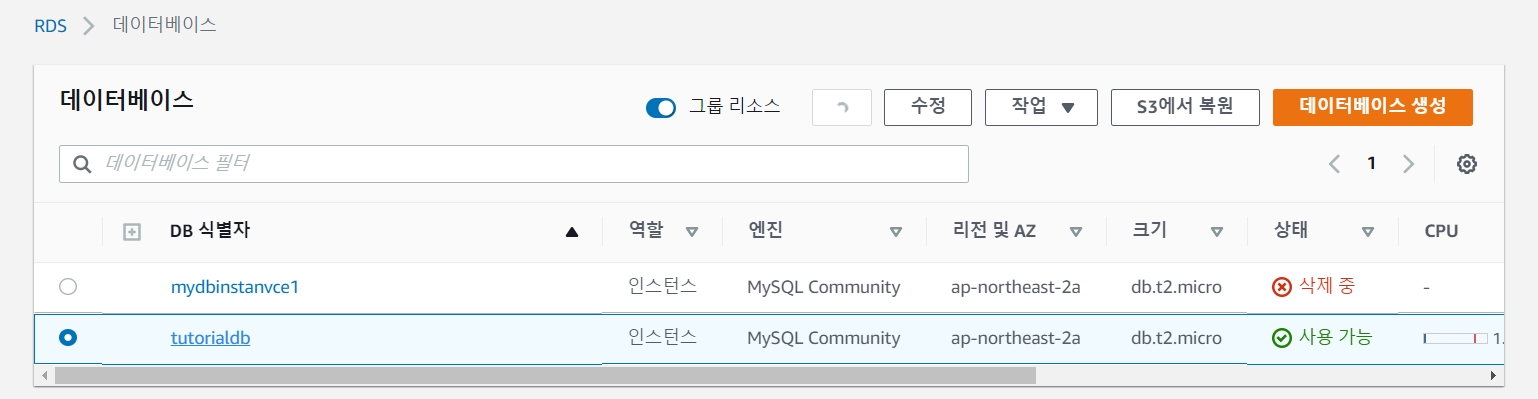 RDS > 데이터베이스
데이터베이스 그룹 리소스 수정 작업 S3에서 복원 데이터베이스 생성
데이터베이스 필터 1
DB 식별자 역할 엔진 리전 및 AZ 크기 상태 CPU
mydbinstanvce1 인스턴스 MySQL Community ap-northeast-2a db.t2.micro 삭제 중 -
tutorialdb 인스턴스 MySQL Community ap-northeast-2a db.t2.micro 사용 가능 1.